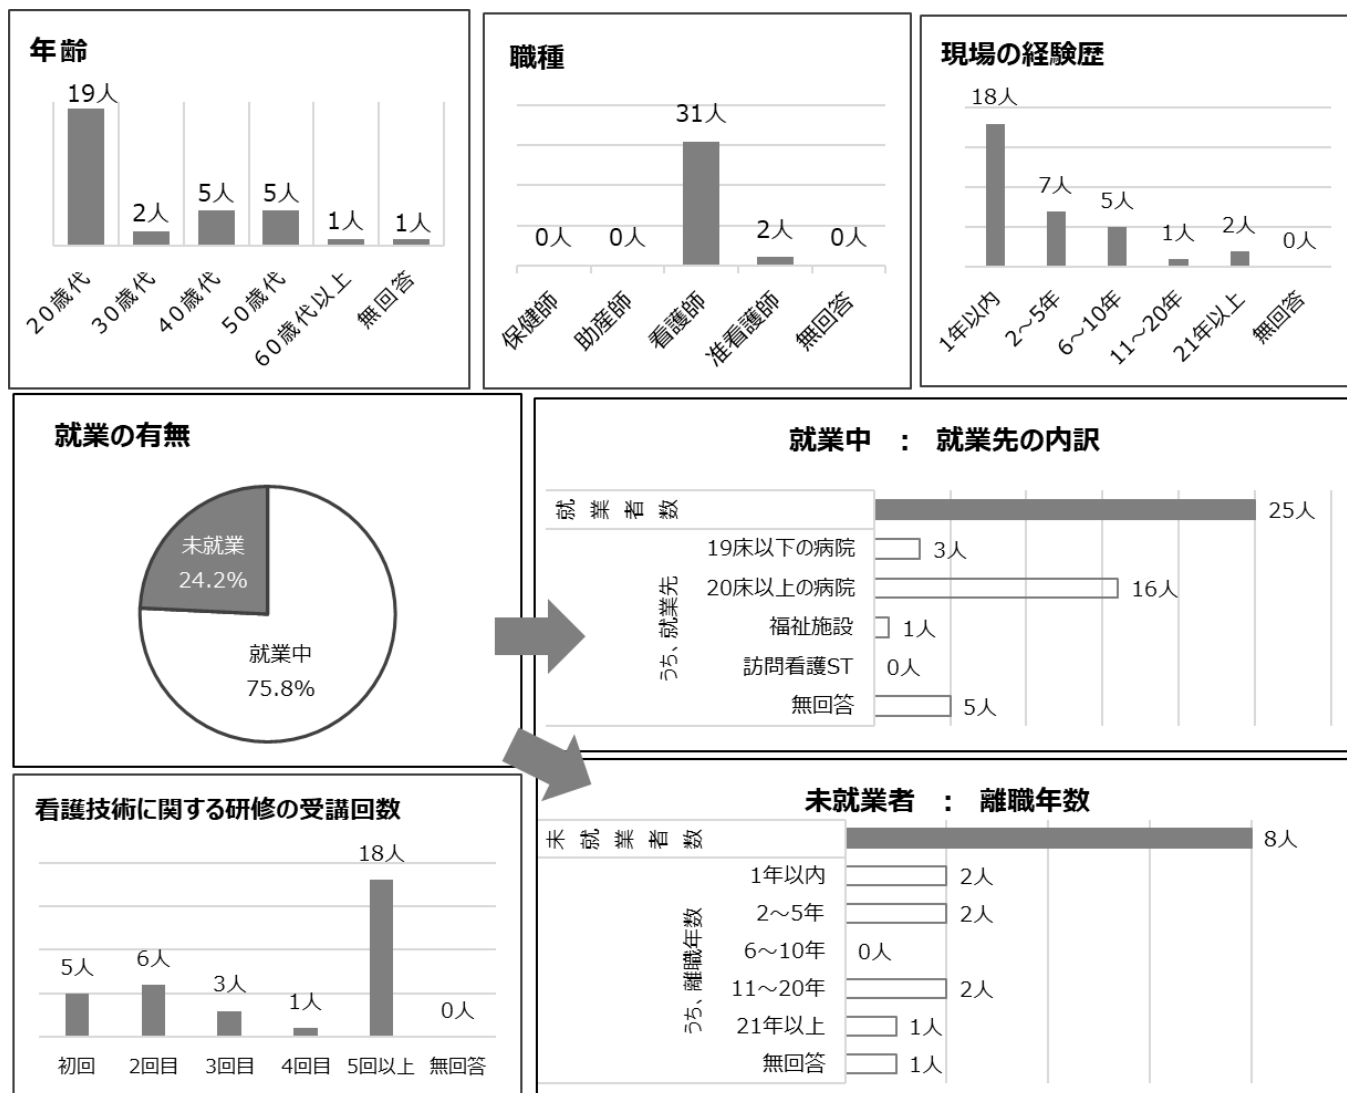 年齢
19人
2人
5人
5人
1人
1人
20歳代
30歳代
40歳代
50歳代
60歳代以上
無回答
職種
0人
0人
31人
2人
0人
保健師
助産師
看護師
准看護師
無回答
現場の経験歴
18人
7人
5人
1人
2人
0人
1年以内
2～5年
6～10年
11～20年
21年以上
無回答
就業の有無
未就業
24.2%
就業中
75.8%
就業中 ： 就業先の内訳
就業者数
25人
うち、就業先
19床以下の病院
3人
20床以上の病院
16人
福祉施設
1人
訪問看護ST
0人
無回答
5人
看護技術に関する研修の受講回数
5人
6人
3人
1人
18人
0人
初回
2回目
3回目
4回目
5回以上
無回答
未就業者 ： 離職年数
未就業者数
8人
うち、離職年数
1年以内
2人
2～5年
2人
6～10年
0人
11～20年
2人
21年以上
1人
無回答
1人